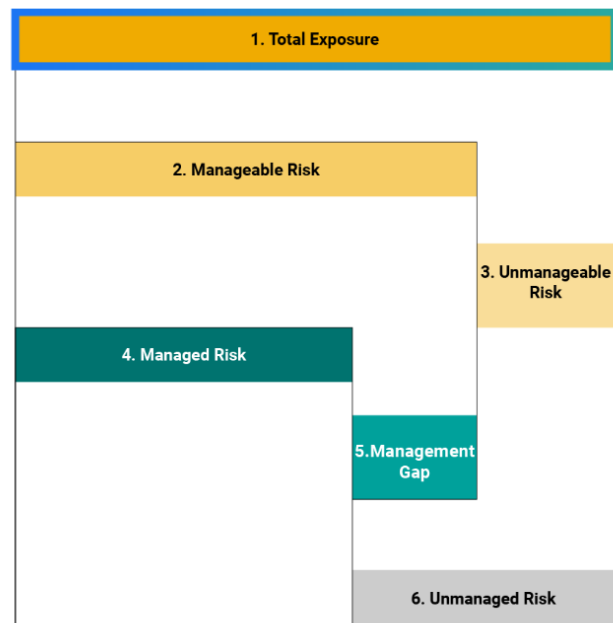 1. Total Exposure
2. Manageable Risk
3. Unmanageable
Risk
4. Managed Risk
5.Management
Gap
6. Unmanaged Risk